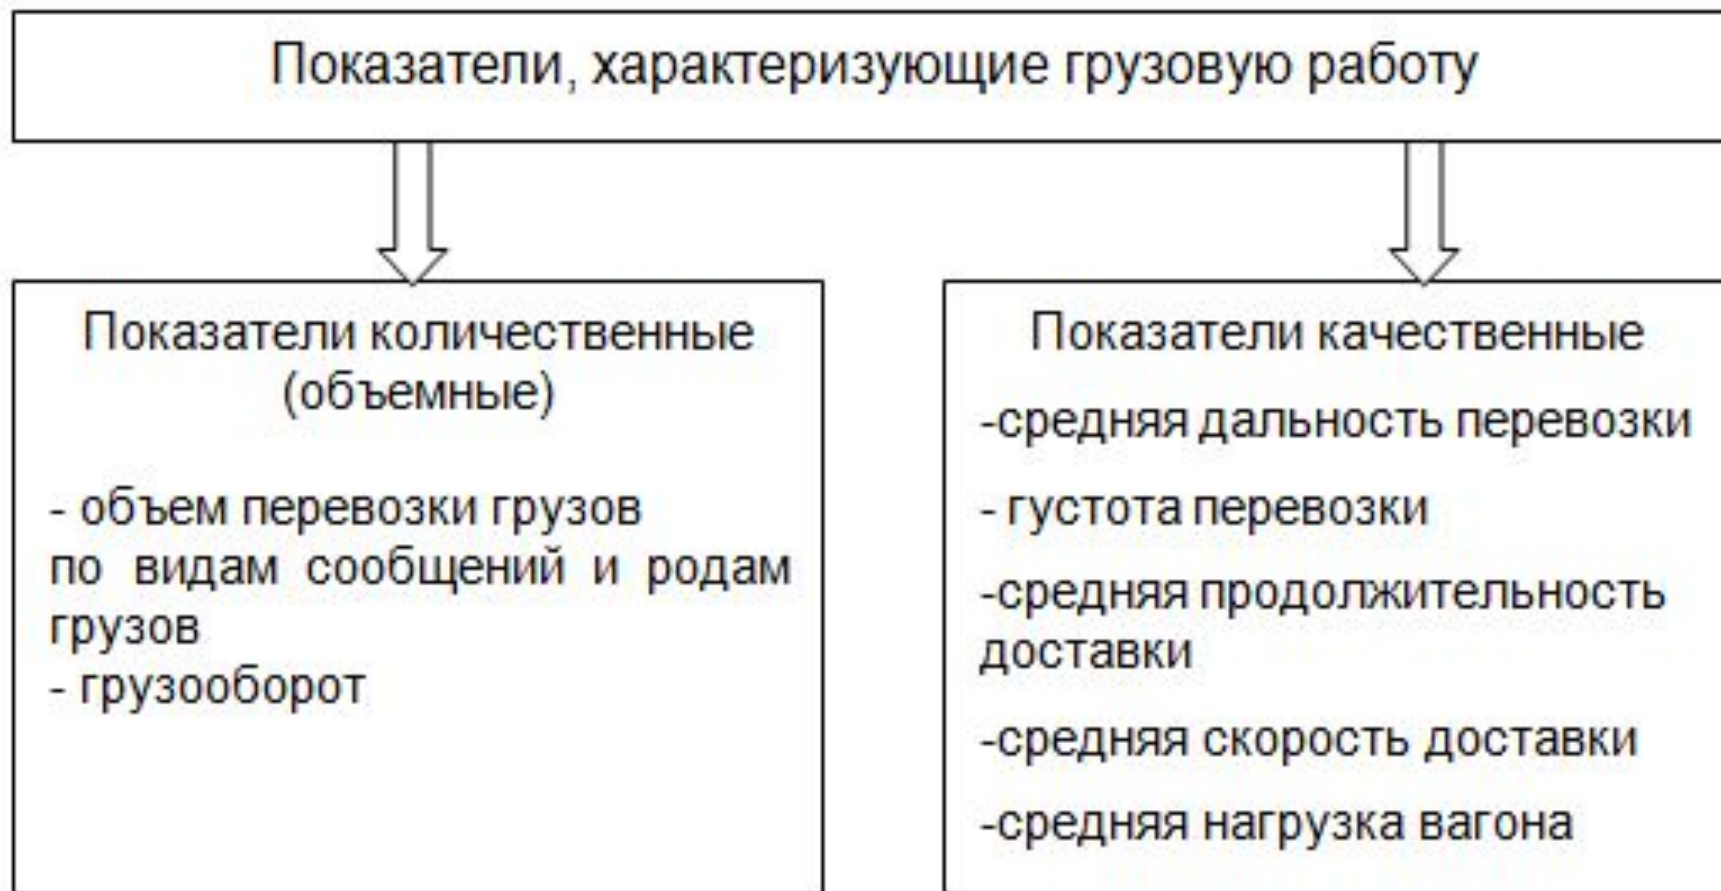 Показатели, характеризующие грузовую работу
Показатели количественные
(объемные)
- объем перевозки грузов
по видам сообщений и родам
грузов
- грузооборот
Показатели качественные
-средняя дальность перевозки
- густота перевозки
-средняя продолжительность
доставки
-средняя скорость доставки
-средняя нагрузка вагона